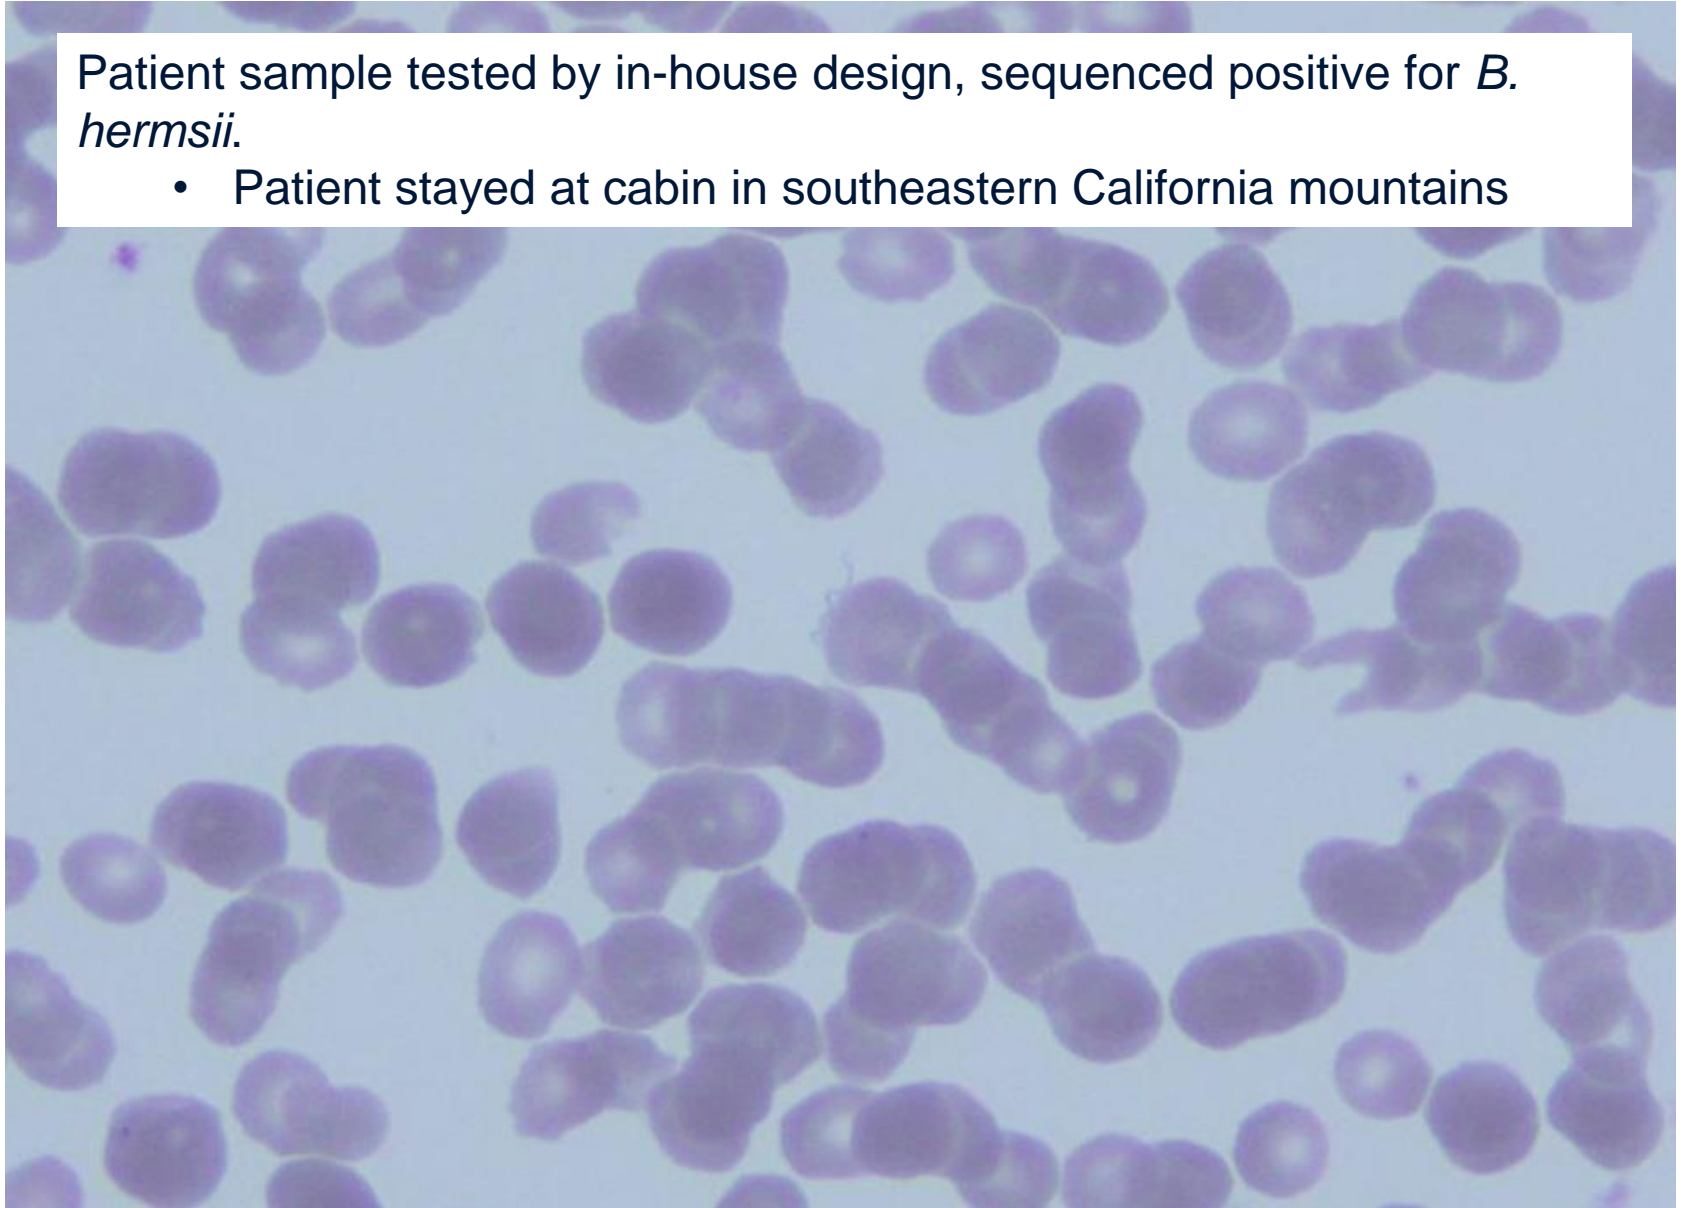 Patient sample tested by in-house design, sequenced positive for B.
hermsii.
• Patient stayed at cabin in southeastern California mountains